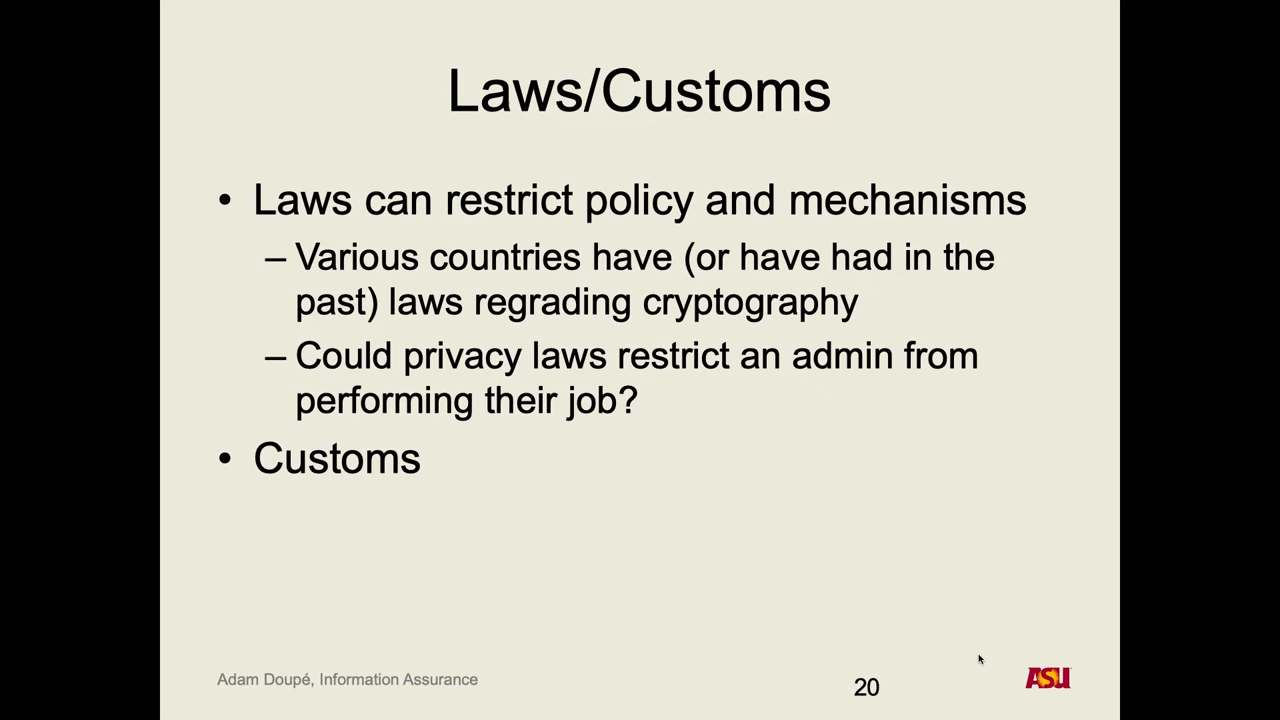 Laws/Customs
• Laws can restrict policy and mechanisms
– Various countries have (or have had in the
past) laws regrading cryptography
– Could privacy laws restrict an admin from
performing their job?
• Customs
Adam Doupé, Information Assurance
20
ASU